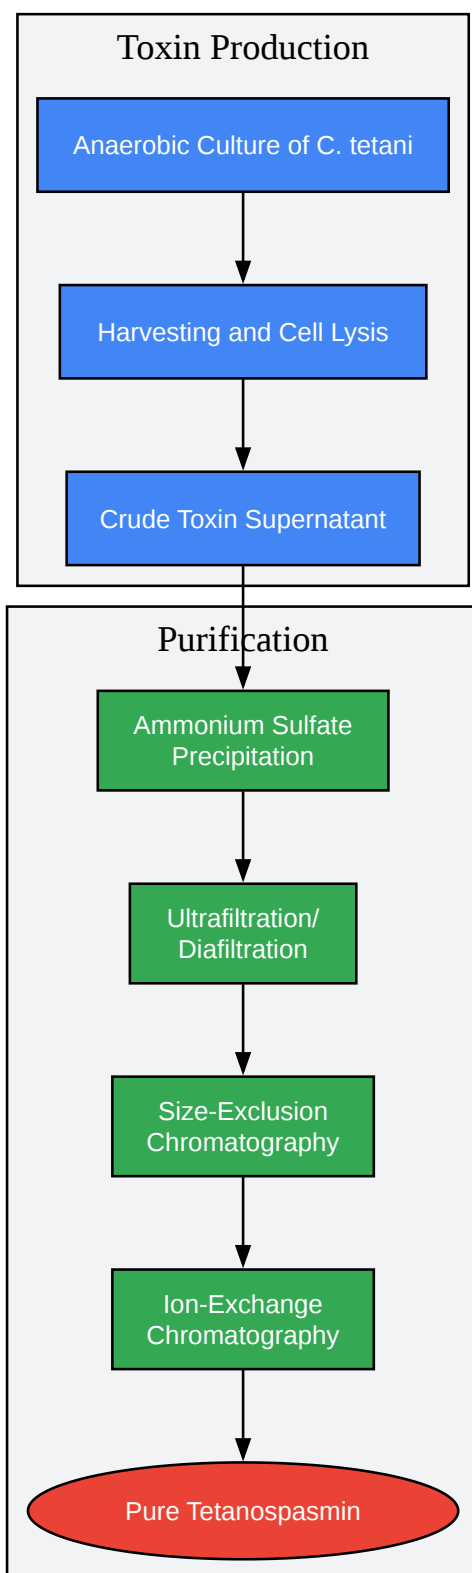 Toxin Production
Anaerobic Culture of C. tetani
Harvesting and Cell Lysis
Crude Toxin Supernatant
Purification
Ammonium Sulfate
Precipitation
Ultrafiltration/
Diafiltration
Size-Exclusion
Chromatography
Ion-Exchange
Chromatography
Pure Tetanospasmin